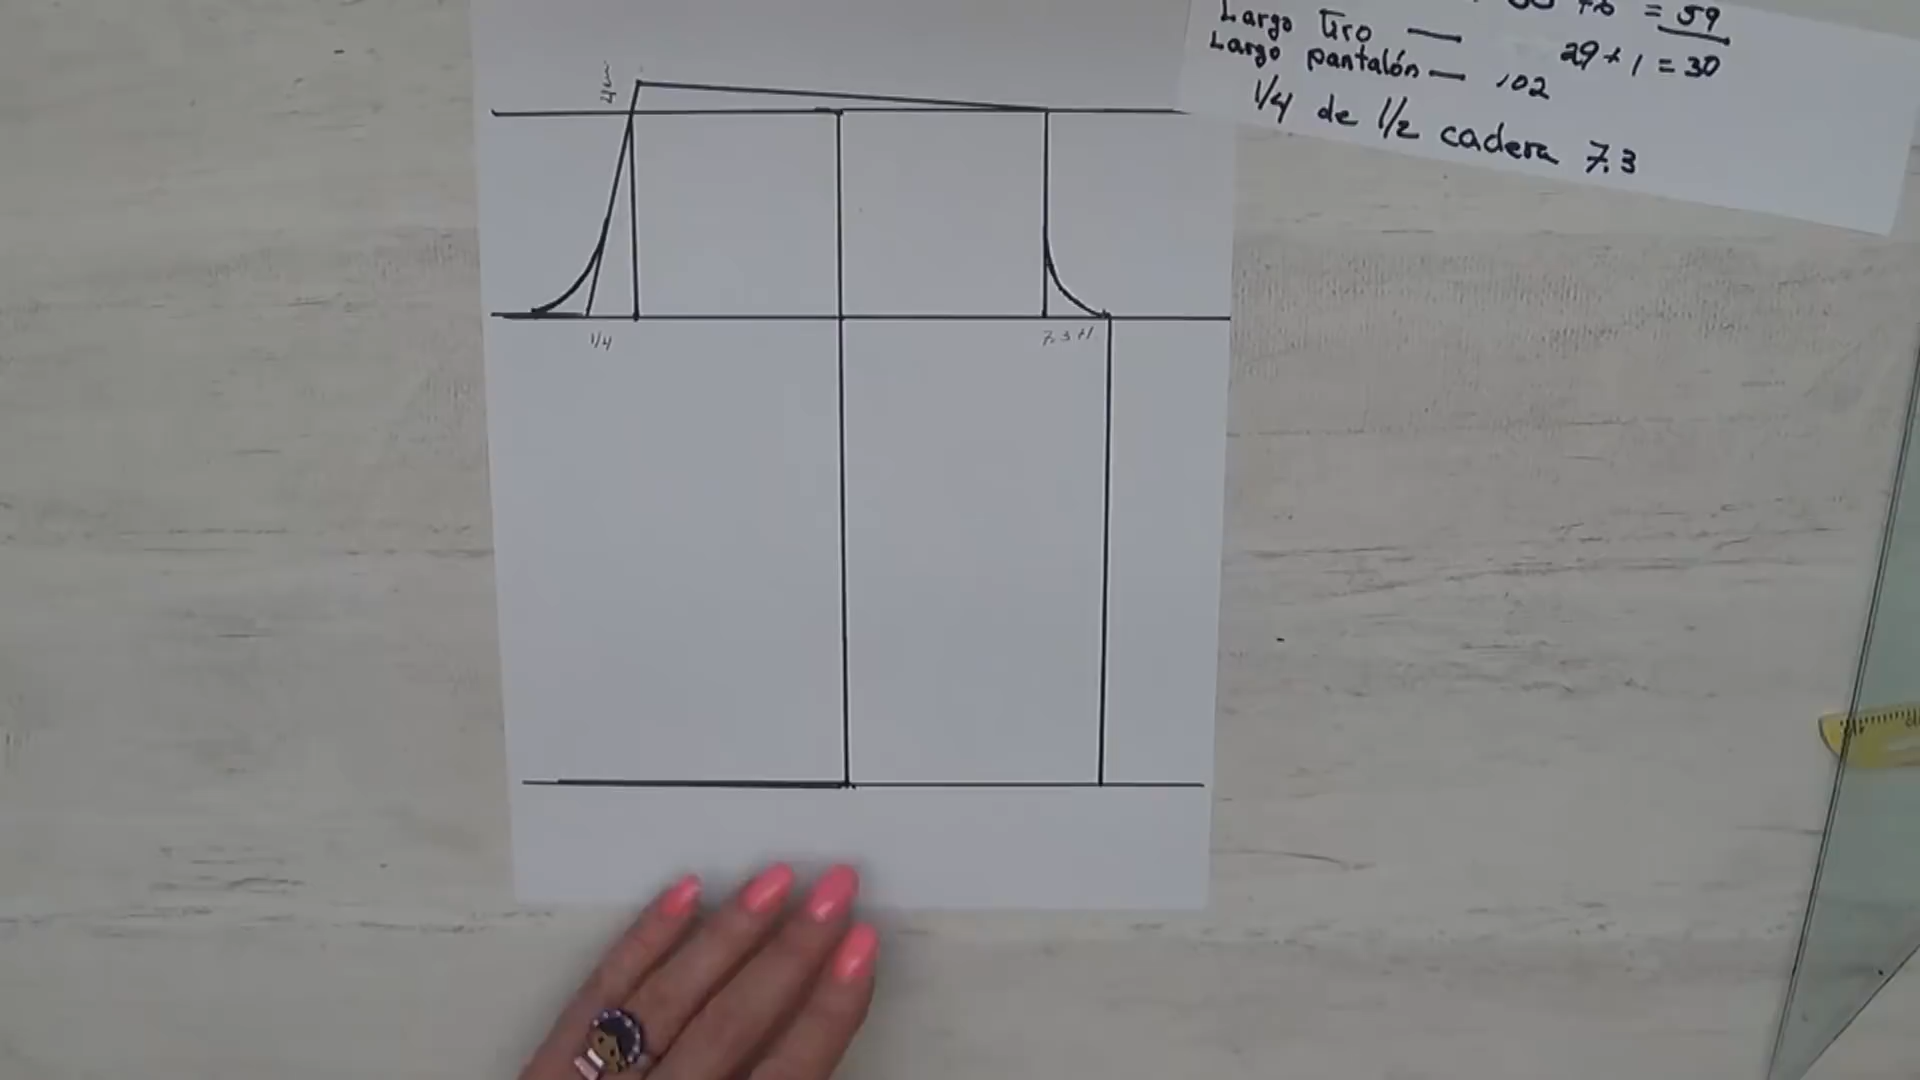 = 59
Largo Tiro — 29 + 1 = 30
Largo pantalón — 102
1/4 de 1/2 cadera 7.3
1/4
7.3 +1